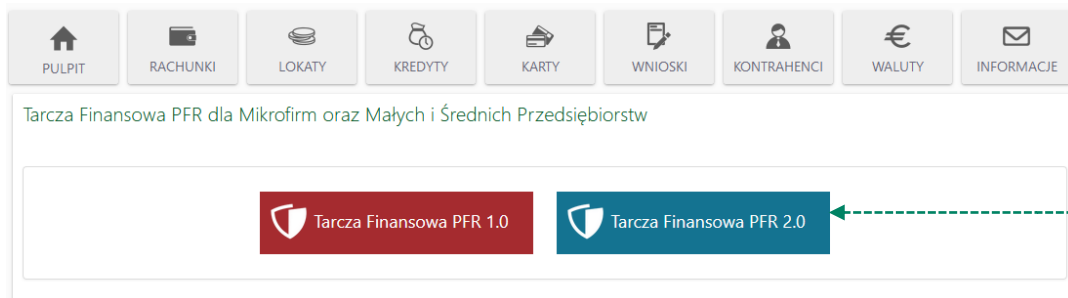 PULPIT RACHUNKI LOKATY KREDYTY KARTY WNIOSKI KONTRAHENCI WALUTY INFORMACJE
Tarcza Finansowa PFR dla Mikrofirm oraz Małych i Średnich Przedsiębiorstw
Tarcza Finansowa PFR 1.0 Tarcza Finansowa PFR 2.0